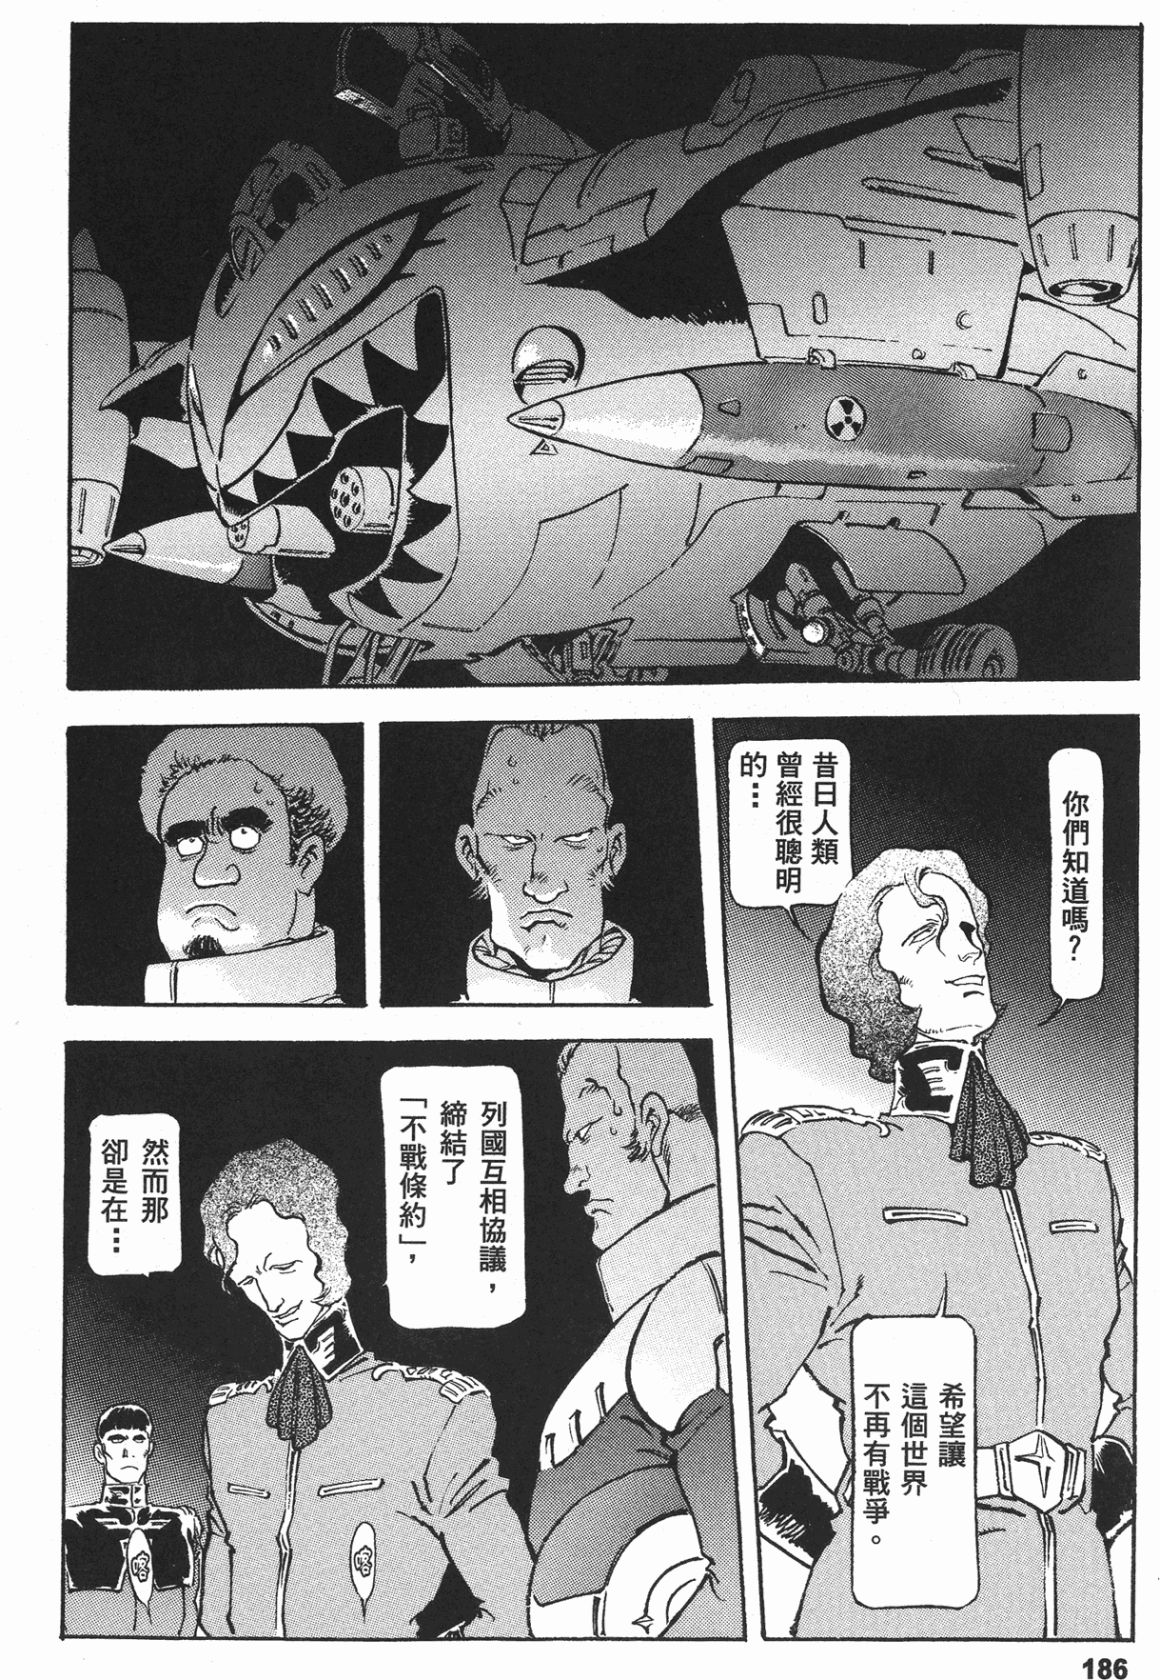 你們知道嗎？
昔日人類
曾經很聰明
的…
希望讓
這個世界
不再有戰爭。
列國互相協議，
締結了
「不戰條約」，
然而那
卻是在…
喀
喀
186